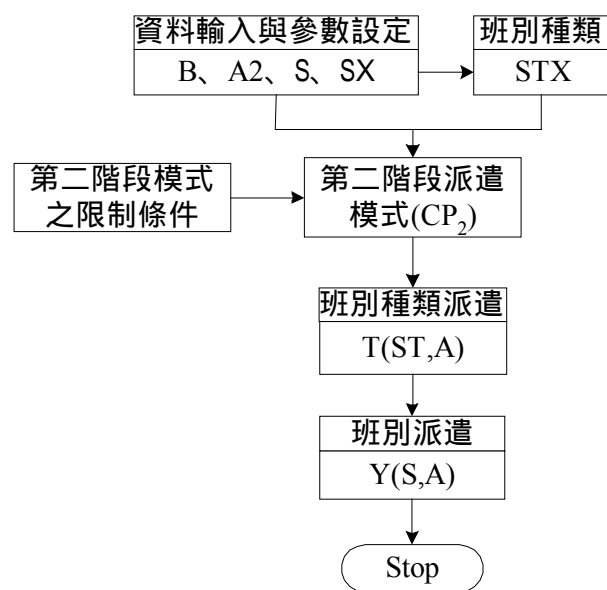 資料輸入與參數設定
B、A2、S、SX
班別種類
STX
第二階段模式
之限制條件
第二階段派遣
模式(CP₂)
班別種類派遣
T(ST,A)
班別派遣
Y(S,A)
Stop